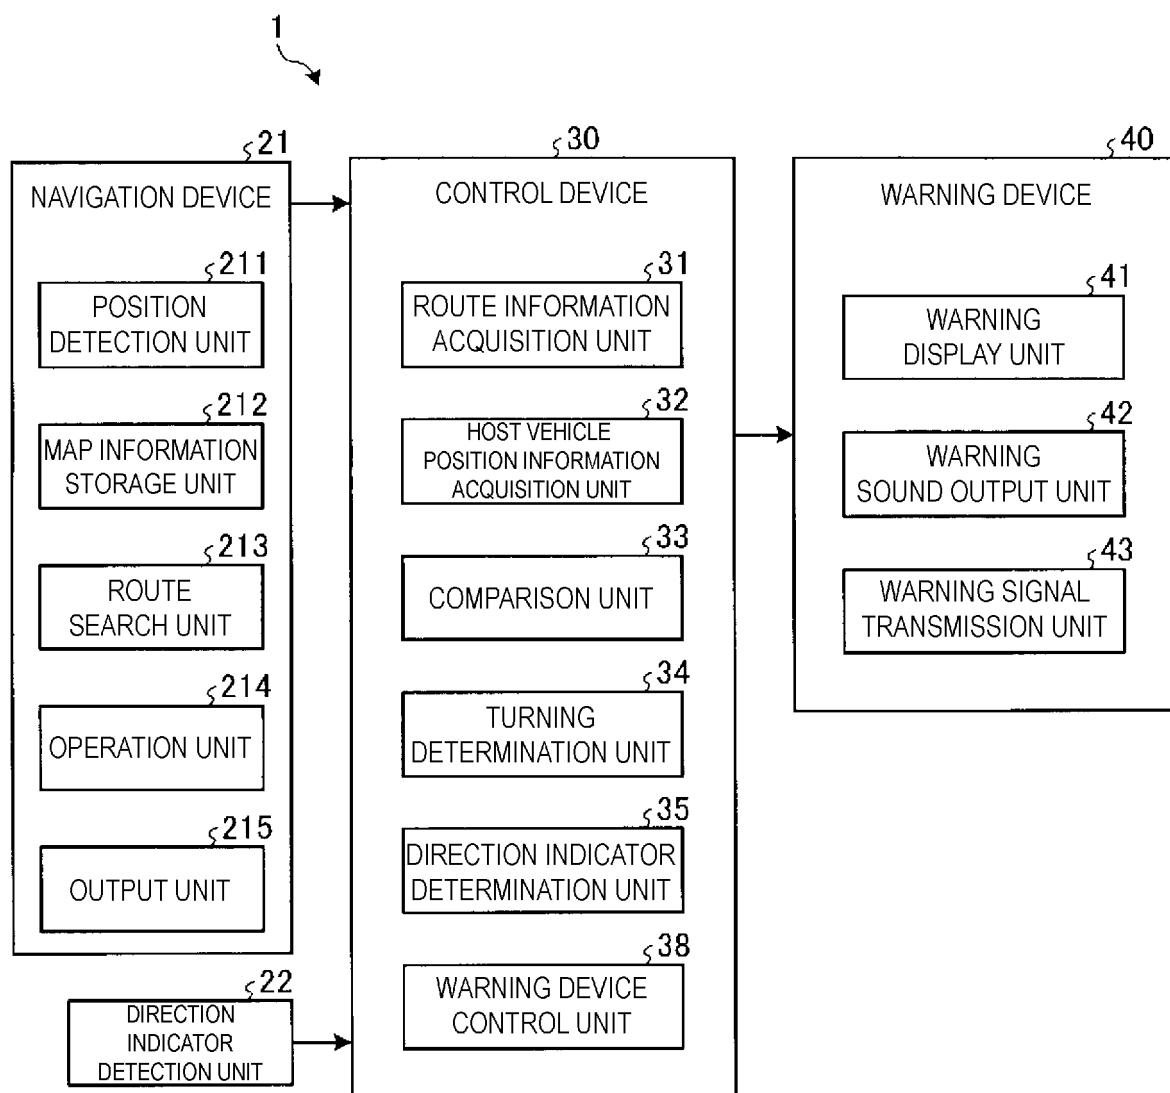 1
21
NAVIGATION DEVICE
211
POSITION
DETECTION UNIT
212
MAP INFORMATION
STORAGE UNIT
213
ROUTE
SEARCH UNIT
214
OPERATION UNIT
215
OUTPUT UNIT
22
DIRECTION
INDICATOR
DETECTION UNIT
30
CONTROL DEVICE
31
ROUTE INFORMATION
ACQUISITION UNIT
32
HOST VEHICLE
POSITION INFORMATION
ACQUISITION UNIT
33
COMPARISON UNIT
34
TURNING
DETERMINATION UNIT
35
DIRECTION INDICATOR
DETERMINATION UNIT
38
WARNING DEVICE
CONTROL UNIT
40
WARNING DEVICE
41
WARNING
DISPLAY UNIT
42
WARNING
SOUND OUTPUT UNIT
43
WARNING SIGNAL
TRANSMISSION UNIT